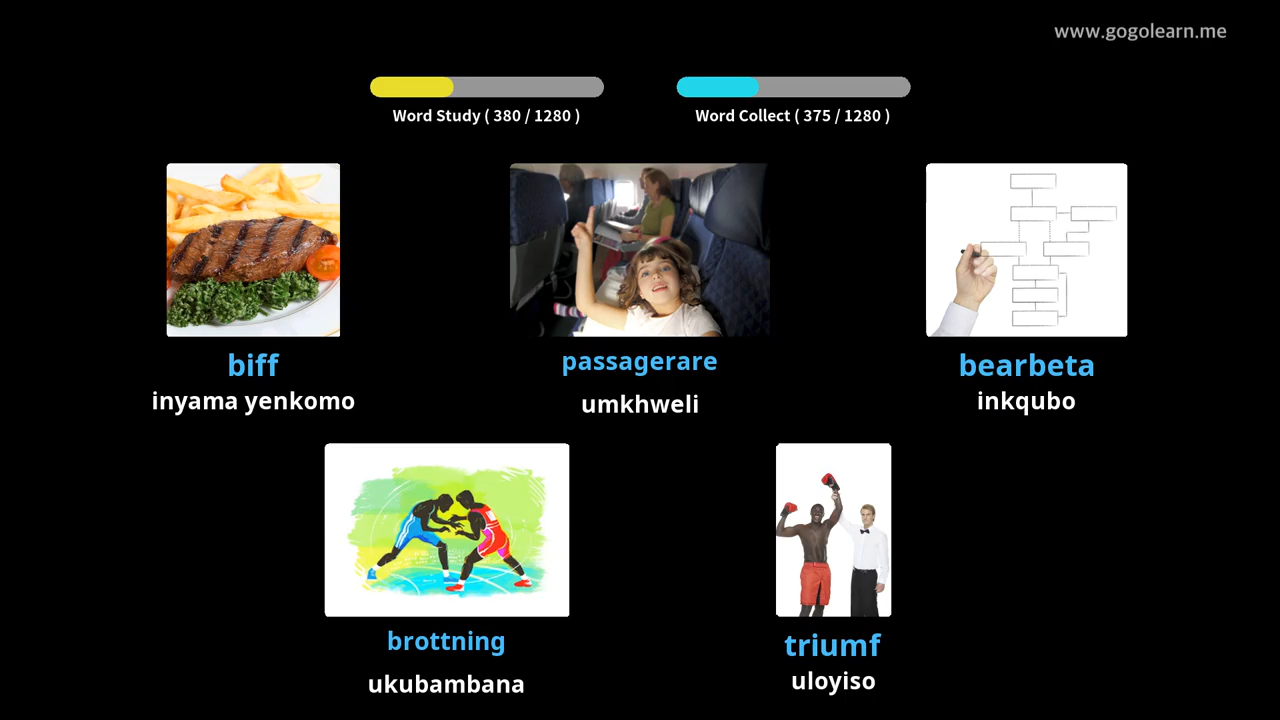 www.gogolearn.me
Word Study ( 380 / 1280 )
Word Collect ( 375 / 1280 )
biff
inyama yenkomo
passagerare
umkhweli
bearbeta
inkqubo
brottning
ukubambana
triumf
uloyiso